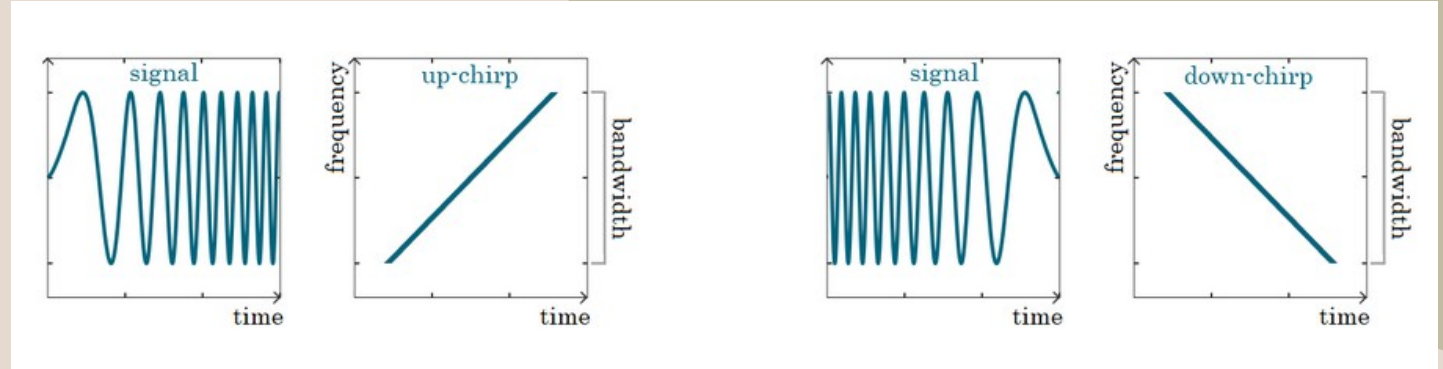 signal
time
frequency
up-chirp
bandwidth
time
signal
time
frequency
down-chirp
bandwidth
time